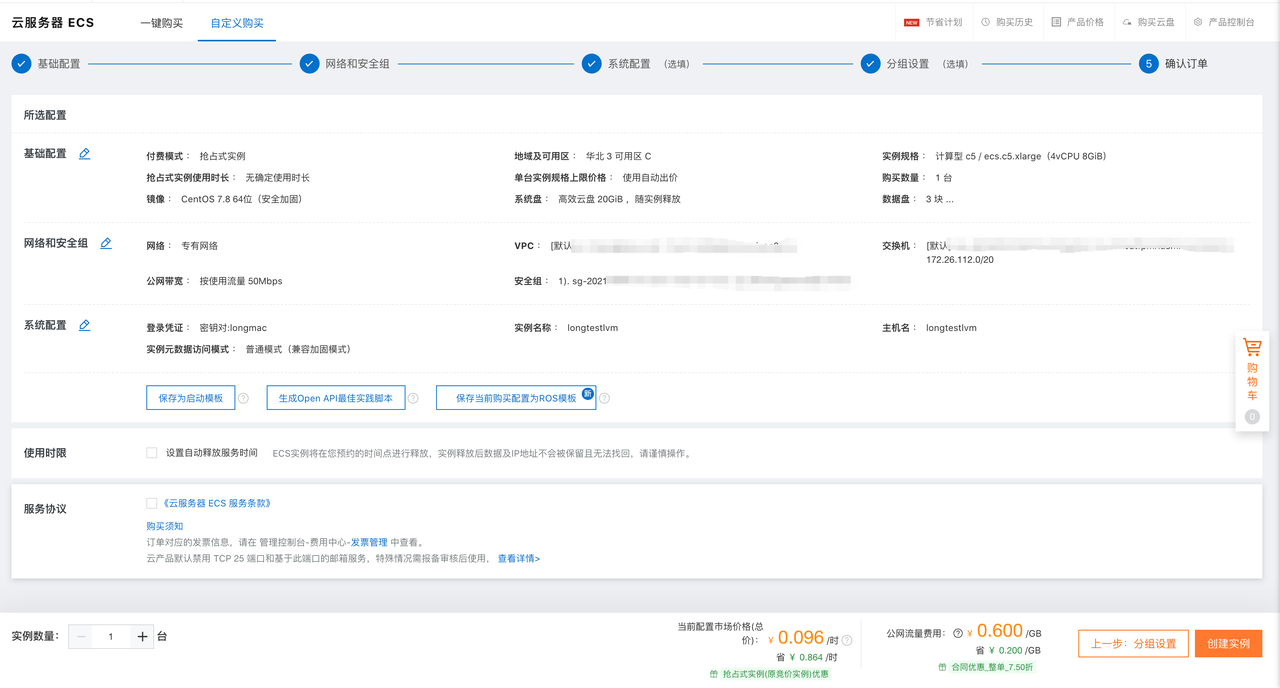 云服务器 ECS 一键购买 自定义购买 NEW 节省计划 购买历史 产品价格 购买云盘 产品控制台
基础配置 网络和安全组 系统配置 (选填) 分组设置 (选填) 5 确认订单
所选配置
基础配置
付费模式： 抢占式实例 地域及可用区： 华北 3 可用区 C 实例规格： 计算型 c5 / ecs.c5.xlarge（4vCPU 8GiB）
抢占式实例使用时长： 无确定使用时长 单台实例规格上限价格： 使用自动出价 购买数量： 1 台
镜像： CentOS 7.8 64位（安全加固） 系统盘： 高效云盘 20GiB，随实例释放 数据盘： 3 块 ...
网络和安全组
网络： 专有网络 VPC： [默认 交换机： [默认
172.26.112.0/20
公网带宽： 按使用流量 50Mbps 安全组： 1). sg-2021
系统配置
登录凭证： 密钥对:longmac 实例名称： longtestlvm 主机名： longtestlvm
实例元数据访问模式： 普通模式（兼容加固模式）
保存为启动模板 生成Open API最佳实践脚本 保存当前购买配置为ROS模板 新
购物车
0
使用时限 设置自动释放服务时间 ECS实例将在您预约的时间点进行释放，实例释放后数据及IP地址不会被保留且无法找回，请谨慎操作。
服务协议 《云服务器 ECS 服务条款》
购买须知
订单对应的发票信息，请在 管理控制台-费用中心-发票管理 中查看。
云产品默认禁用 TCP 25 端口和基于此端口的邮箱服务，特殊情况需报备审核后使用， 查看详情>
实例数量： 1 台
当前配置市场价格(总价)： ¥ 0.096 /时
省 ¥ 0.864 /时
抢占式实例(原竞价实例)优惠
公网流量费用： ¥ 0.600 /GB
省 ¥ 0.200 /GB
合同优惠_整单_7.50折
上一步：分组设置 创建实例